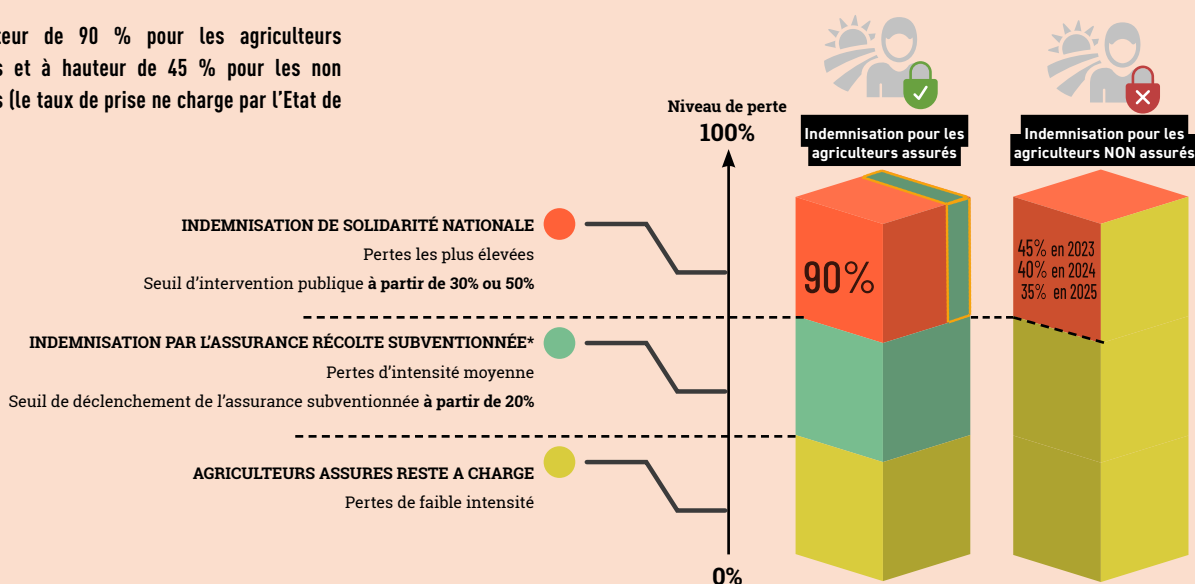 teur de 90 % pour les agriculteurs
s et à hauteur de 45 % pour les non
s (le taux de prise ne charge par l'Etat de
Niveau de perte
100%
Indemnisation pour les
agriculteurs assurés
Indemnisation pour les
agriculteurs NON assurés
INDEMNISATION DE SOLIDARITÉ NATIONALE
Pertes les plus élevées
Seuil d'intervention publique à partir de 30% ou 50%
90%
45% en 2023
40% en 2024
35% en 2025
INDEMNISATION PAR L'ASSURANCE RÉCOLTE SUBVENTIONNÉE*
Pertes d'intensité moyenne
Seuil de déclenchement de l'assurance subventionnée à partir de 20%
AGRICULTEURS ASSURES RESTE A CHARGE
Pertes de faible intensité
0%